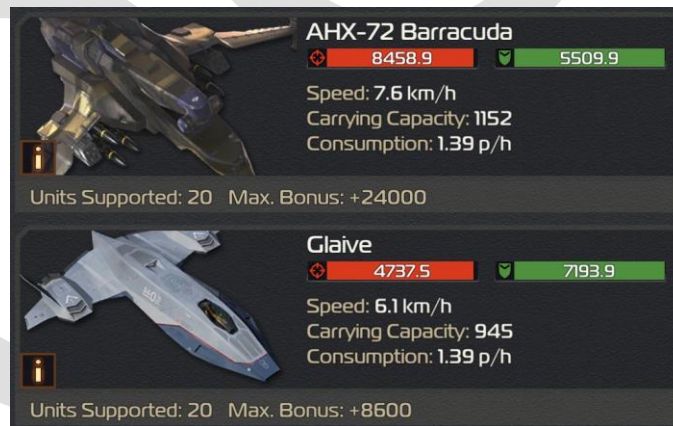 AHX-72 Barracuda
8458.9 5509.9
Speed: 7.6 km/h
Carrying Capacity: 1152
Consumption: 1.39 p/h
Units Supported: 20 Max. Bonus: +24000
Glaive
4737.5 7193.9
Speed: 6.1 km/h
Carrying Capacity: 945
Consumption: 1.39 p/h
Units Supported: 20 Max. Bonus: +8600